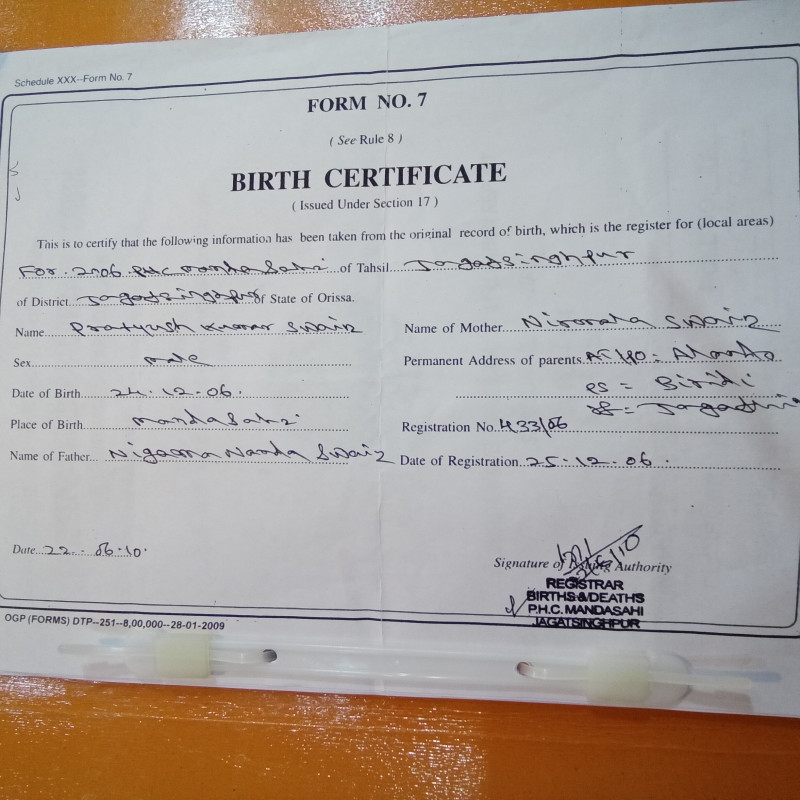 Schedule XXX--Form No. 7
FORM NO. 7
( See Rule 8 )
BIRTH CERTIFICATE
( Issued Under Section 17 )
This is to certify that the following information has been taken from the original record of birth, which is the register for (local areas)
For 2006 PHC Mandasahi of Tahsil Jagatsinghpur
of District Jagatsinghpur of State of Orissa.
Name Pratyush Kumar Swain
Sex male
Date of Birth 24.12.06.
Place of Birth Mandasahi
Name of Father Nigama Nanda Swain
Name of Mother Swain
Permanent Address of parents At/PO =
PS = Biridi
Registration No. 433/06
Date of Registration 25.12.06.
Date 22.06.10.
Signature of Authority
REGISTRAR
BIRTHS & DEATHS
P.H.C. MANDASAHI
JAGATSINGHPUR
OGP (FORMS) DTP--251--8,00,000--28-01-2009